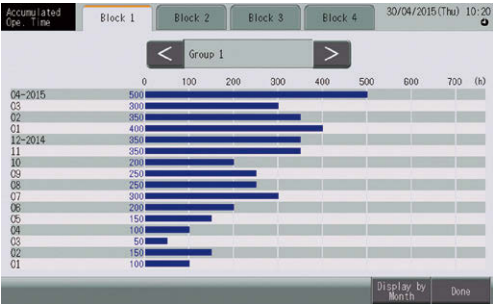 Accumulated
Ope. Time
Block 1
Block 2
Block 3
Block 4
30/04/2015(Thu) 10:20
<
Group 1
>
0 100 200 300 400 500 600 700 (h)
04-2015 500
03 300
02 350
01 400
12-2014 350
11 350
10 200
09 250
08 250
07 300
06 200
05 150
04 100
03 50
02 150
01 100
Display by
Month
Done